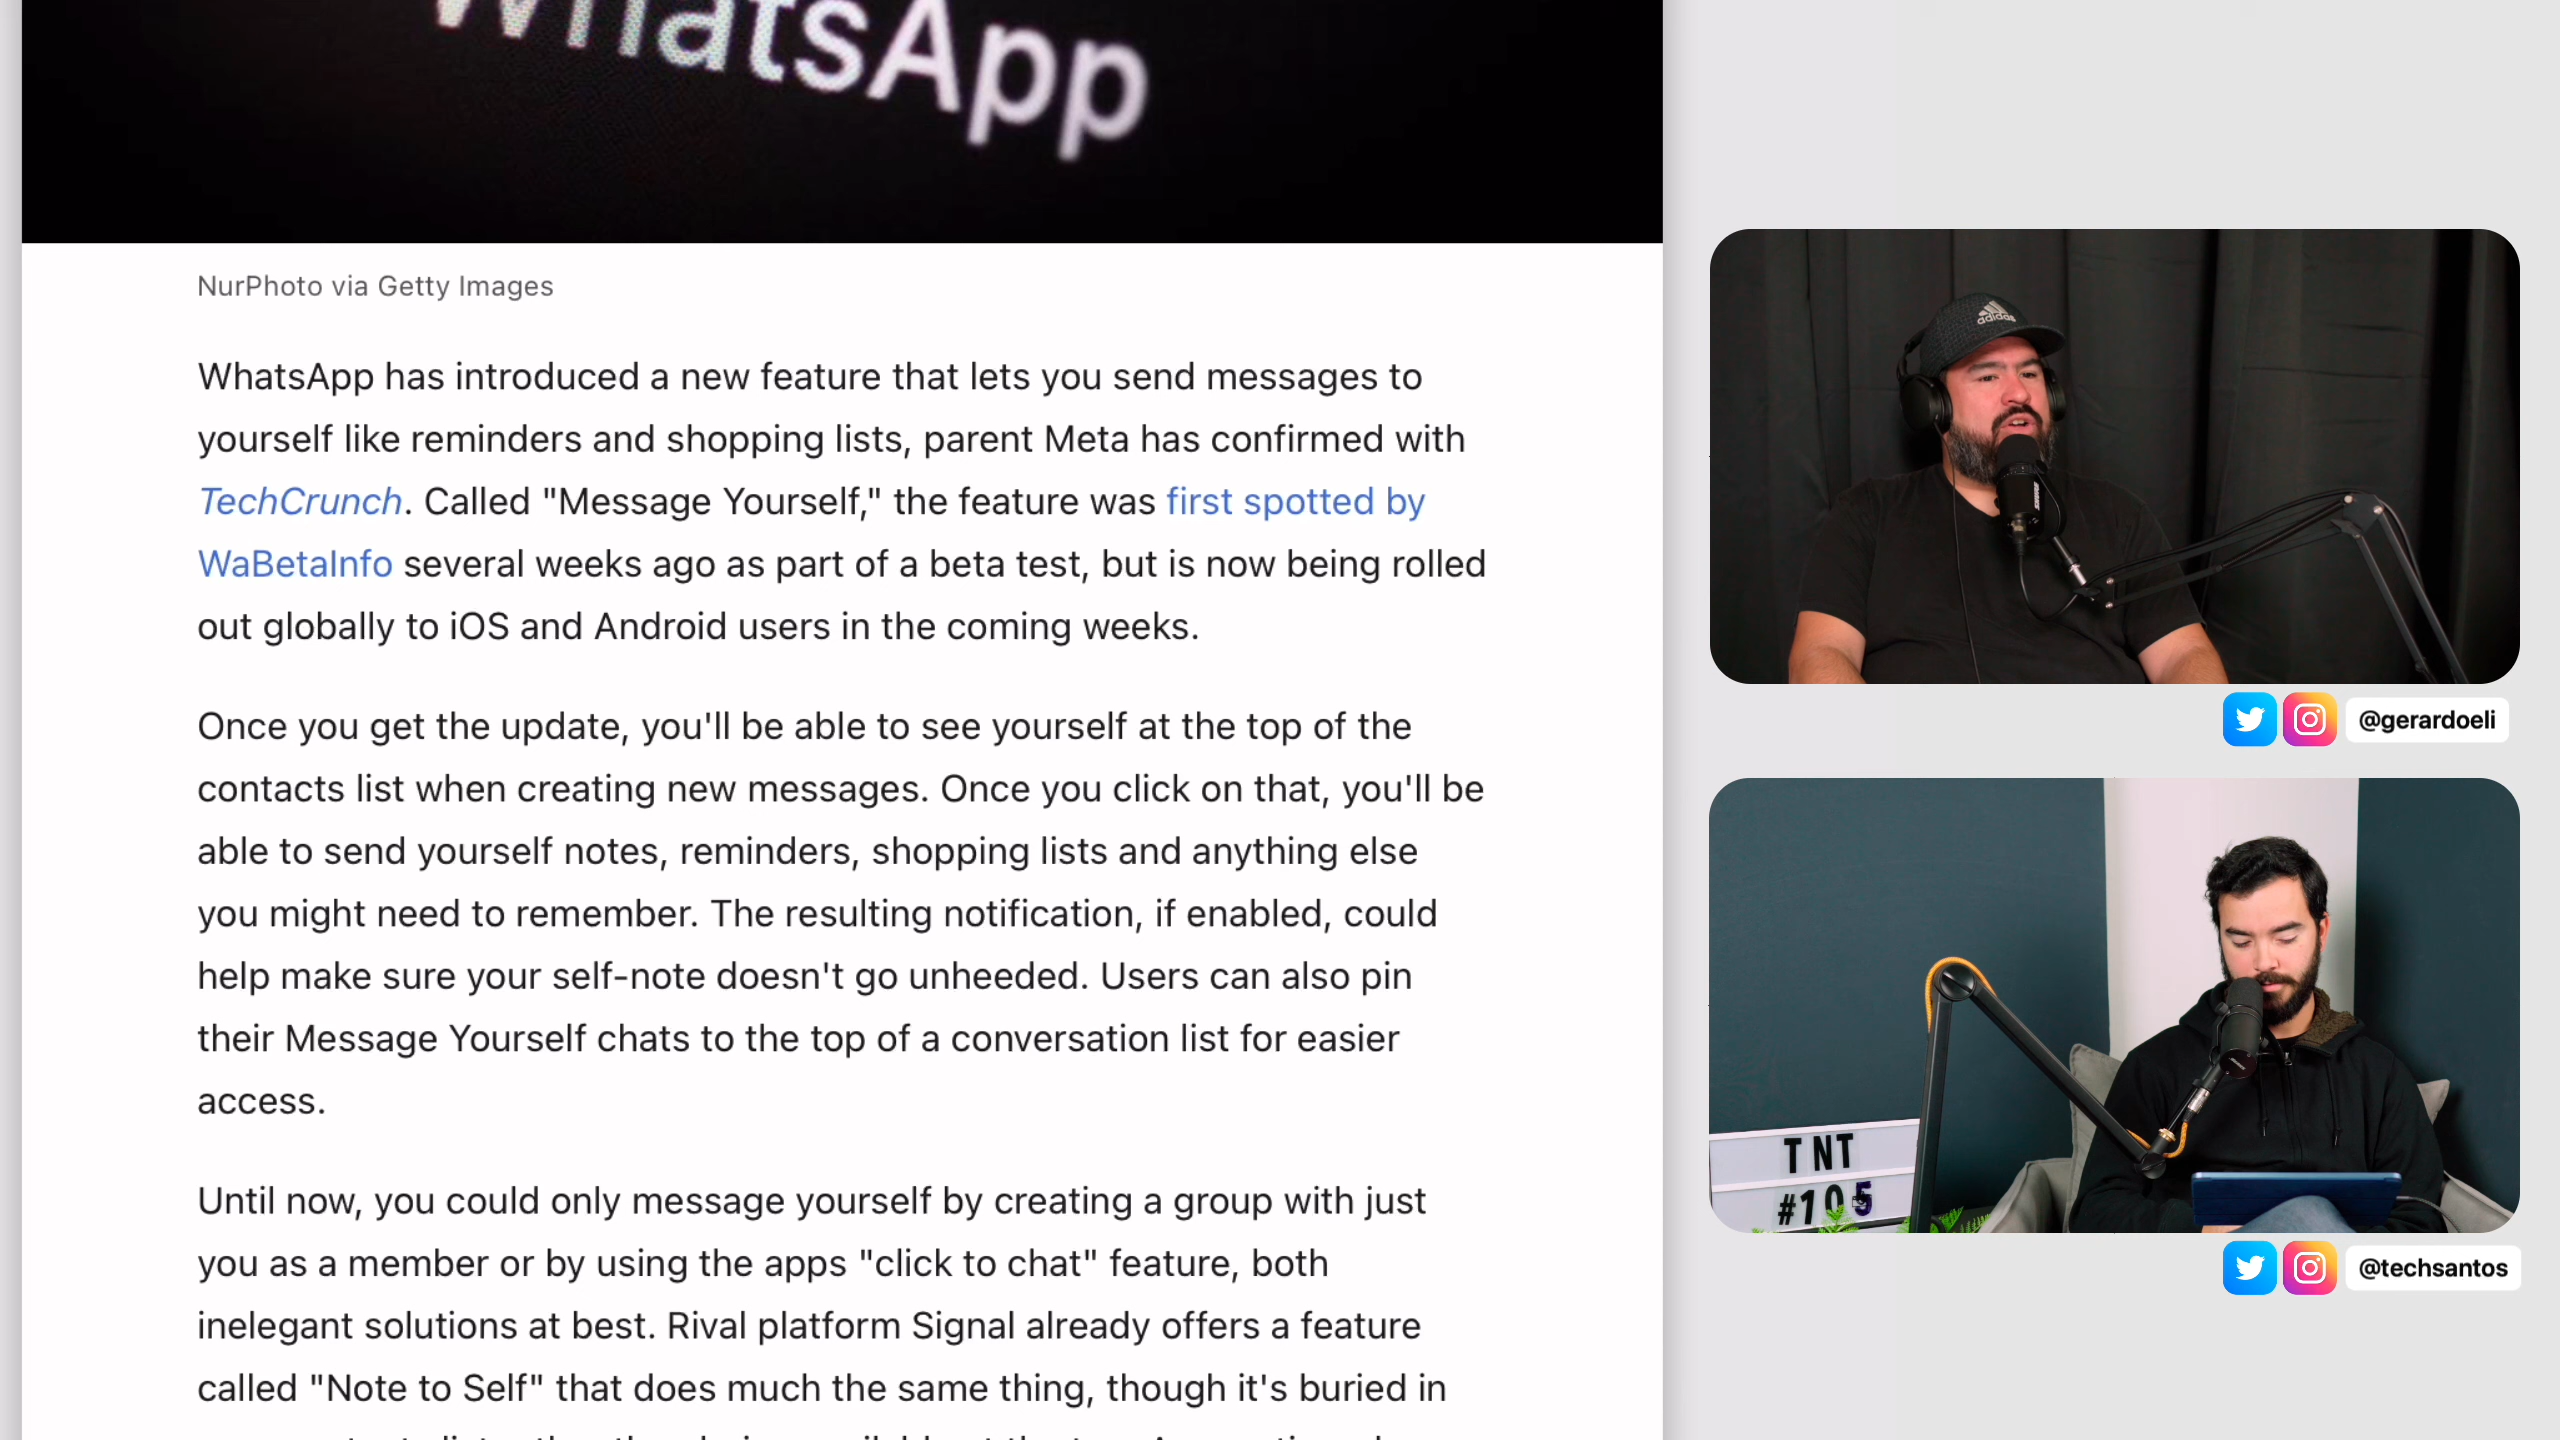 WhatsApp
NurPhoto via Getty Images
WhatsApp has introduced a new feature that lets you send messages to
yourself like reminders and shopping lists, parent Meta has confirmed with
TechCrunch. Called "Message Yourself," the feature was first spotted by
WaBetaInfo several weeks ago as part of a beta test, but is now being rolled
out globally to iOS and Android users in the coming weeks.
Once you get the update, you'll be able to see yourself at the top of the
contacts list when creating new messages. Once you click on that, you'll be
able to send yourself notes, reminders, shopping lists and anything else
you might need to remember. The resulting notification, if enabled, could
help make sure your self-note doesn't go unheeded. Users can also pin
their Message Yourself chats to the top of a conversation list for easier
access.
Until now, you could only message yourself by creating a group with just
you as a member or by using the apps "click to chat" feature, both
inelegant solutions at best. Rival platform Signal already offers a feature
called "Note to Self" that does much the same thing, though it's buried in
adidas
SHURE
@gerardoeli
TNT
#105
@techsantos